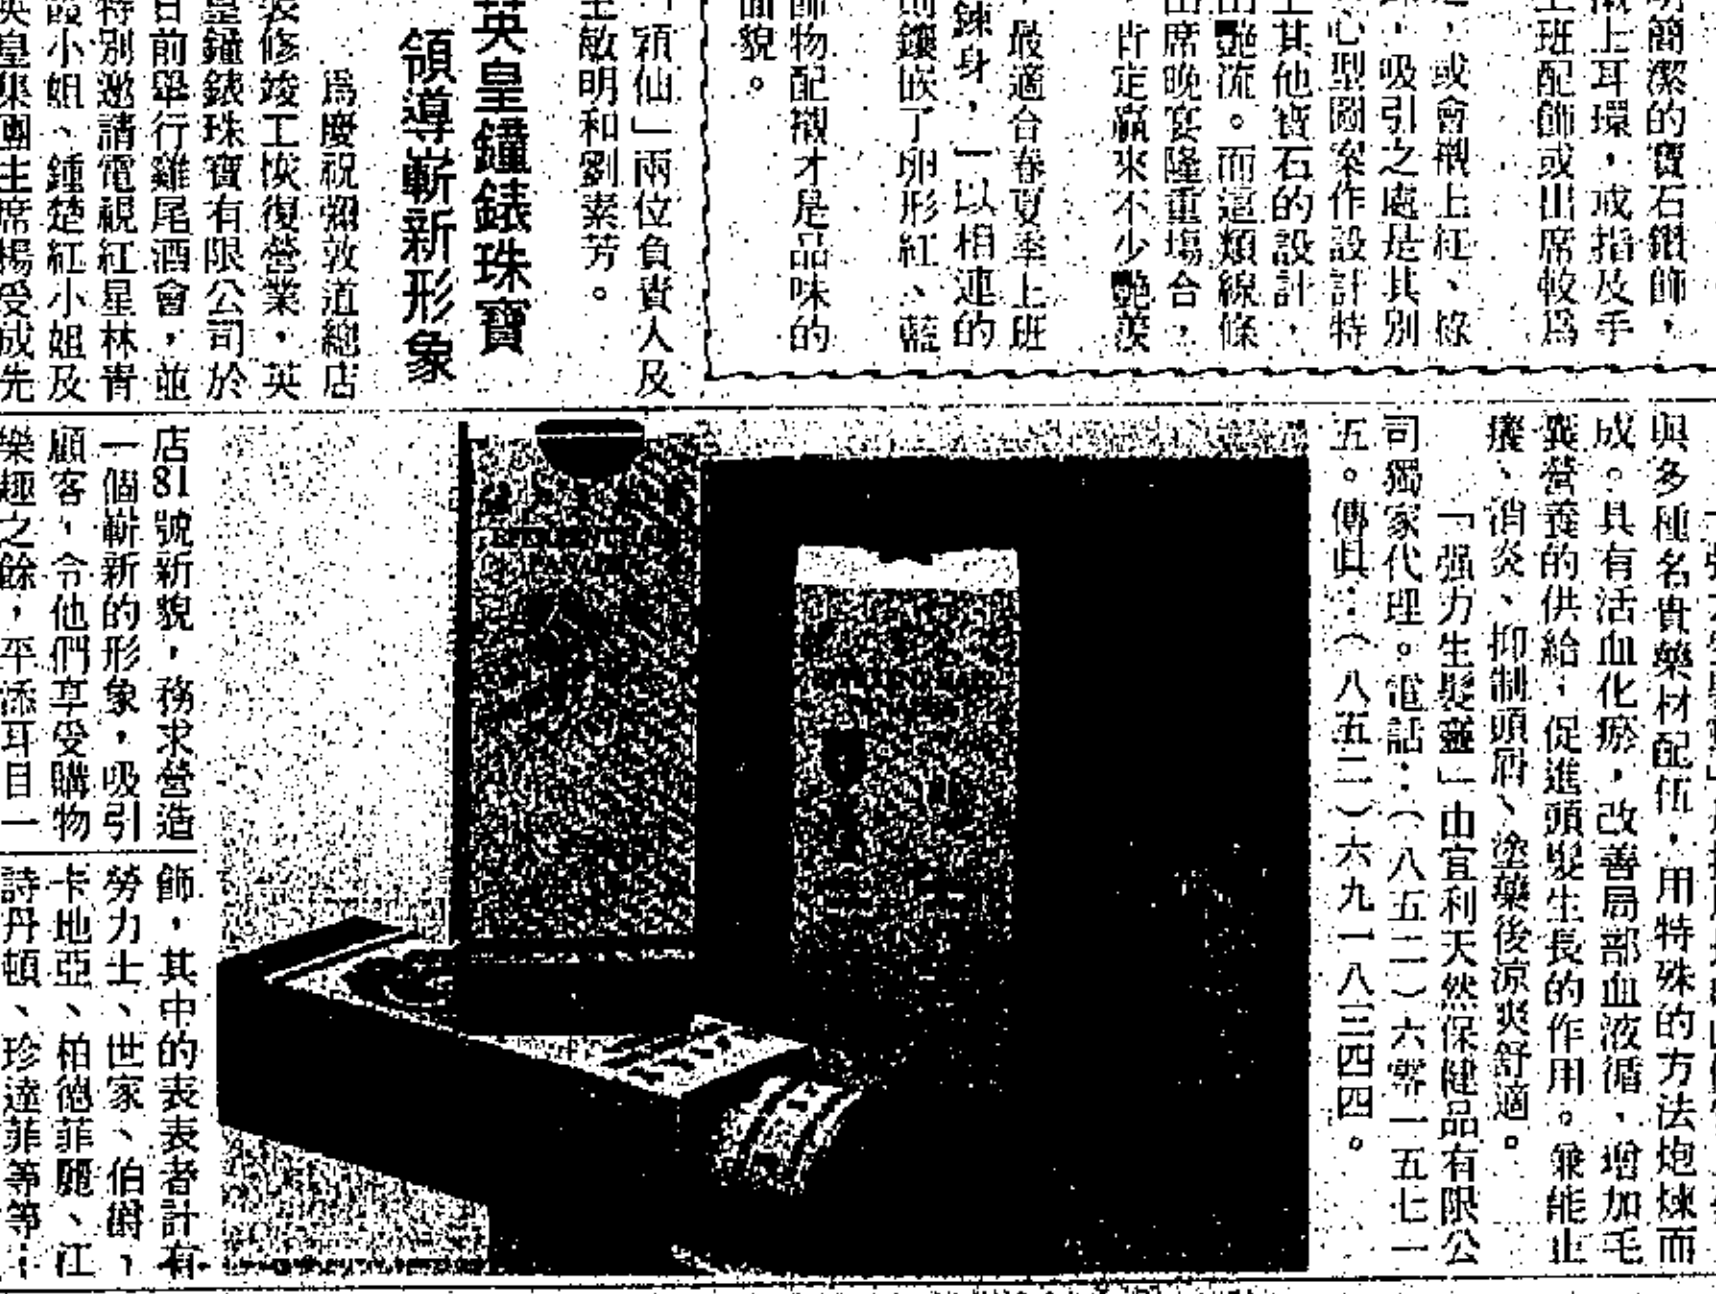 明簡潔的寶石鑽飾，
襯上耳環，或指及手
上班配飾或出席較爲
，或會襯上紅、綠
，吸引之處是其別
心型圖案作設計特
其他寶石的設計，
艷流。而這類線條
出席晚宴隆重場合，
肯定贏來不少艷羨
，最適合春夏季上班
鍊身，一以相連的
則鑲嵌了卵形紅、藍
飾物配襯才是品味的
面貌。
「穎仙」兩位負責人及
敏明和劉素芳。
英皇鐘錶珠寶
領導嶄新形象
爲慶祝彌敦道總店
裝修竣工恢復營業，英
皇鐘錶珠寶有限公司於
日前舉行雞尾酒會，並
特別邀請電視紅星林青
霞小姐、鍾楚紅小姐及
英皇集團主席楊受成先
與多種名貴藥材配伍，用特殊的方法炮煉而
成。具有活血化瘀，改善局部血液循，增加毛
囊營養的供給，促進頭髮生長的作用。兼能止
癢、消炎、抑制頭屑、塗藥後涼爽舒適。
「强力生髮靈」由宜利天然保健品有限公
司獨家代理。電話：（八五二）六零一五七一
五。傳眞：（八五二）六九一八三四四。
店81號新貌，務求營造
一個嶄新的形象，吸引
顧客，令他們享受購物
樂趣之餘，平添耳目一
飾，其中的表表者計有
勞力士、世家、伯爵，
卡地亞、柏德菲麗、江
詩丹頓、珍達菲等等：